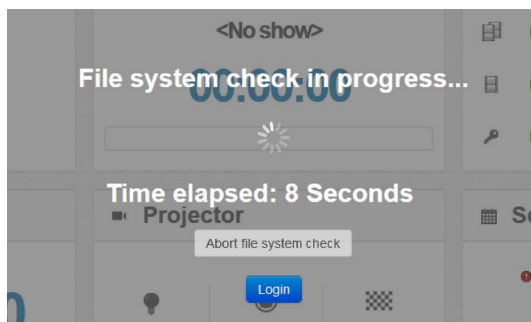 <No show>
File system check in progress...
00:00:00
Time elapsed: 8 Seconds
Projector
Abort file system check
Login